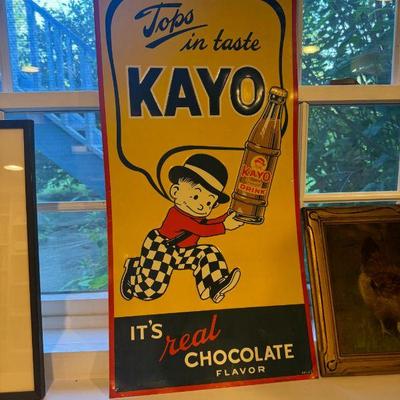 Tops
in taste
KAYO
KAYO
DRINK
IT'S real
CHOCOLATE
FLAVOR